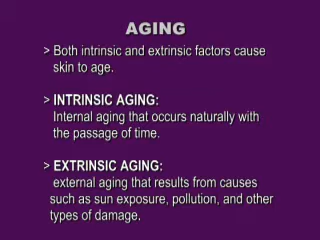 AGING
> Both intrinsic and extrinsic factors cause
skin to age.
> INTRINSIC AGING:
Internal aging that occurs naturally with
the passage of time.
> EXTRINSIC AGING:
external aging that results from causes
such as sun exposure, pollution, and other
types of damage.